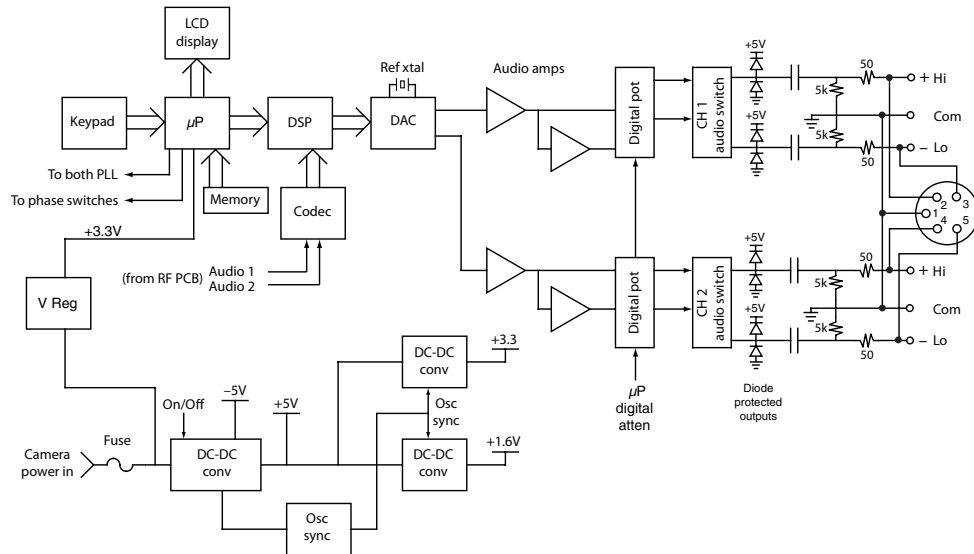 LCD
display
Ref xtal
Audio amps
Keypad
µP
DSP
DAC
Digital pot
CH 1
audio switch
+5V
+5V
5k
5k
50
50
+ Hi
Com
− Lo
To both PLL
To phase switches
Memory
Codec
+3.3V
(from RF PCB)
Audio 1
Audio 2
V Reg
2
3
1
4
5
Digital pot
CH 2
audio switch
+5V
+5V
5k
5k
50
50
+ Hi
Com
− Lo
µP
digital
atten
Diode
protected
outputs
DC-DC
conv
+3.3
Osc
sync
On/Off
−5V
+5V
+1.6V
Camera
power in
Fuse
DC-DC
conv
DC-DC
conv
Osc
sync